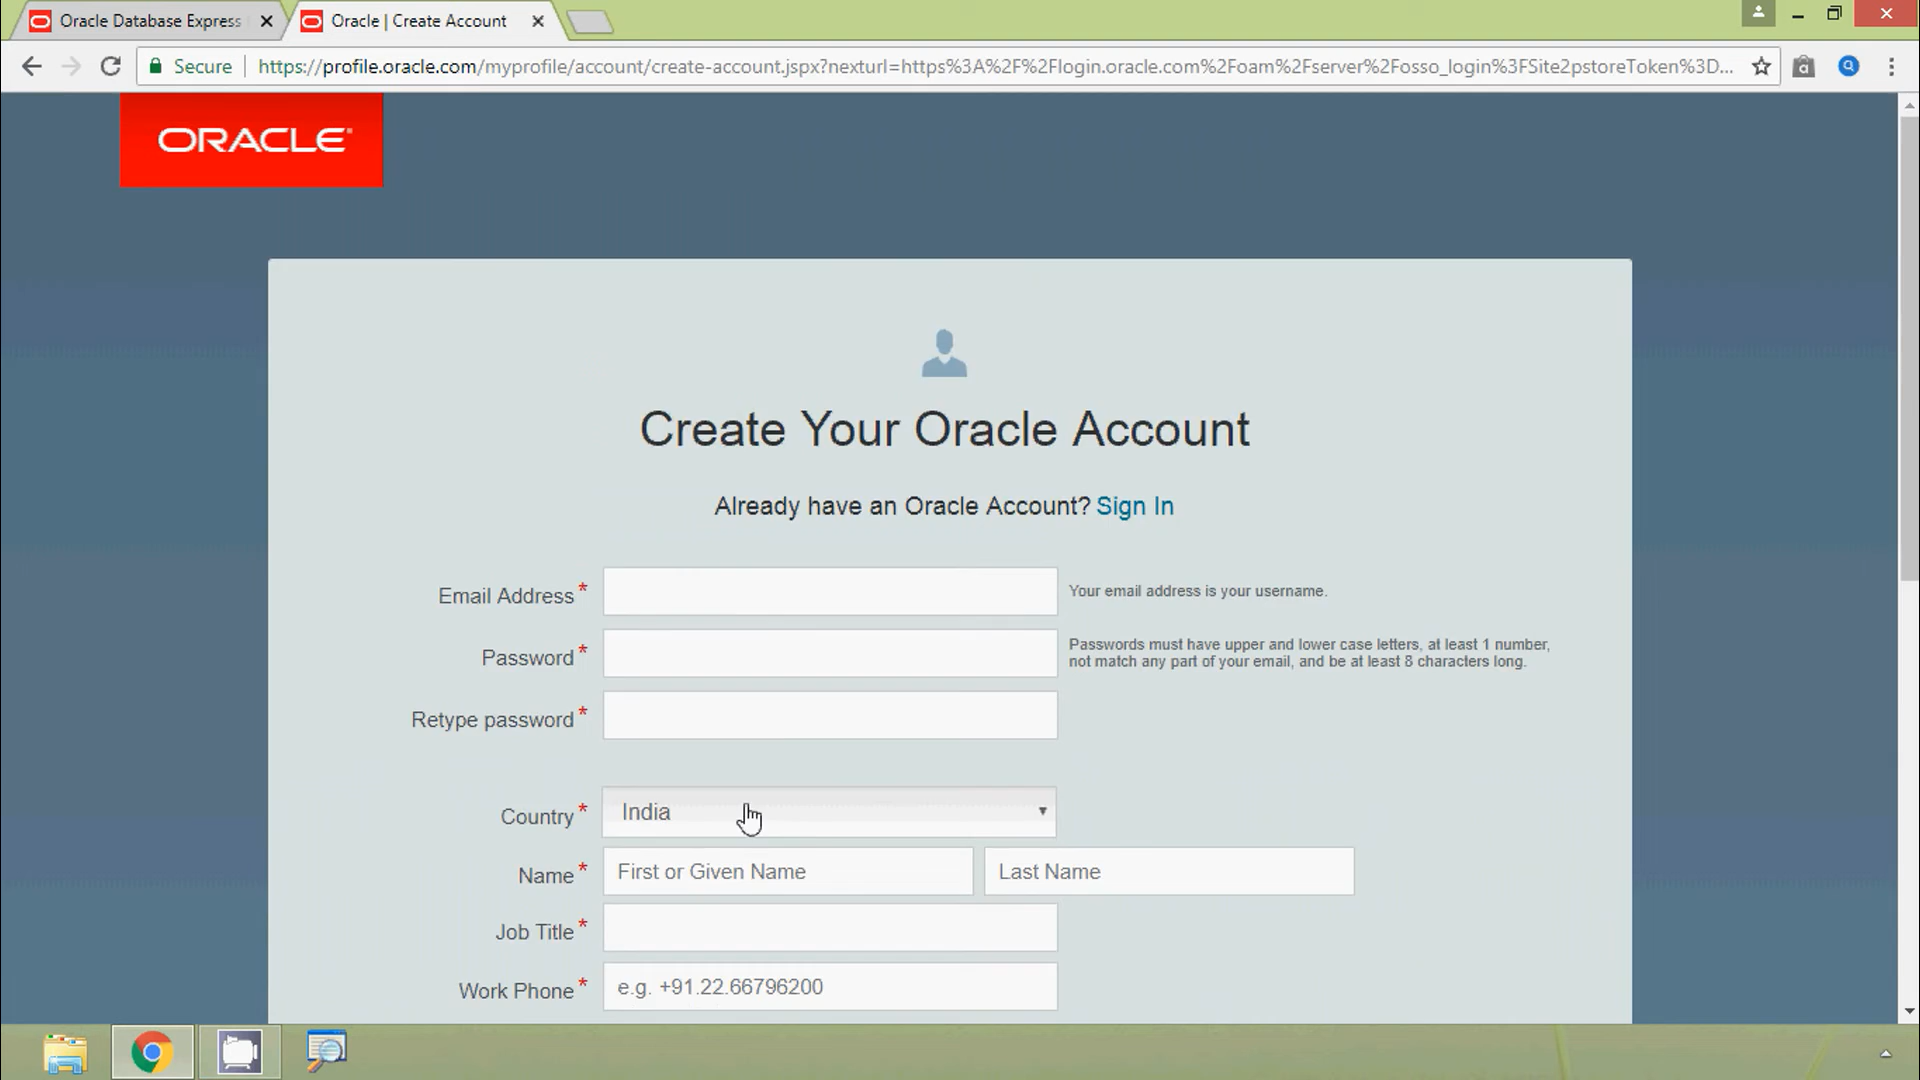 Oracle Database Express
Oracle | Create Account
Secure
https://profile.oracle.com/myprofile/account/create-account.jspx?nexturl=https%3A%2F%2Flogin.oracle.com%2Foam%2Fserver%2Fosso_login%3FSite2pstoreToken%3D...
ORACLE
Create Your Oracle Account
Already have an Oracle Account? Sign In
Email Address *
Your email address is your username.
Password *
Passwords must have upper and lower case letters, at least 1 number,
not match any part of your email, and be at least 8 characters long.
Retype password *
Country *
India
Name *
First or Given Name
Last Name
Job Title *
Work Phone *
e.g. +91.22.66796200